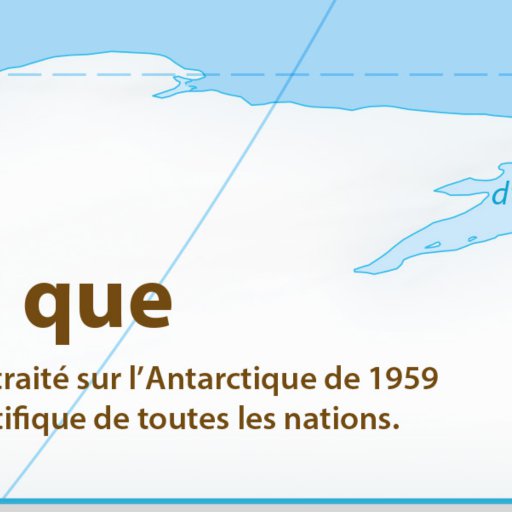 d
que
traité sur l’Antarctique de 1959
tifique de toutes les nations.